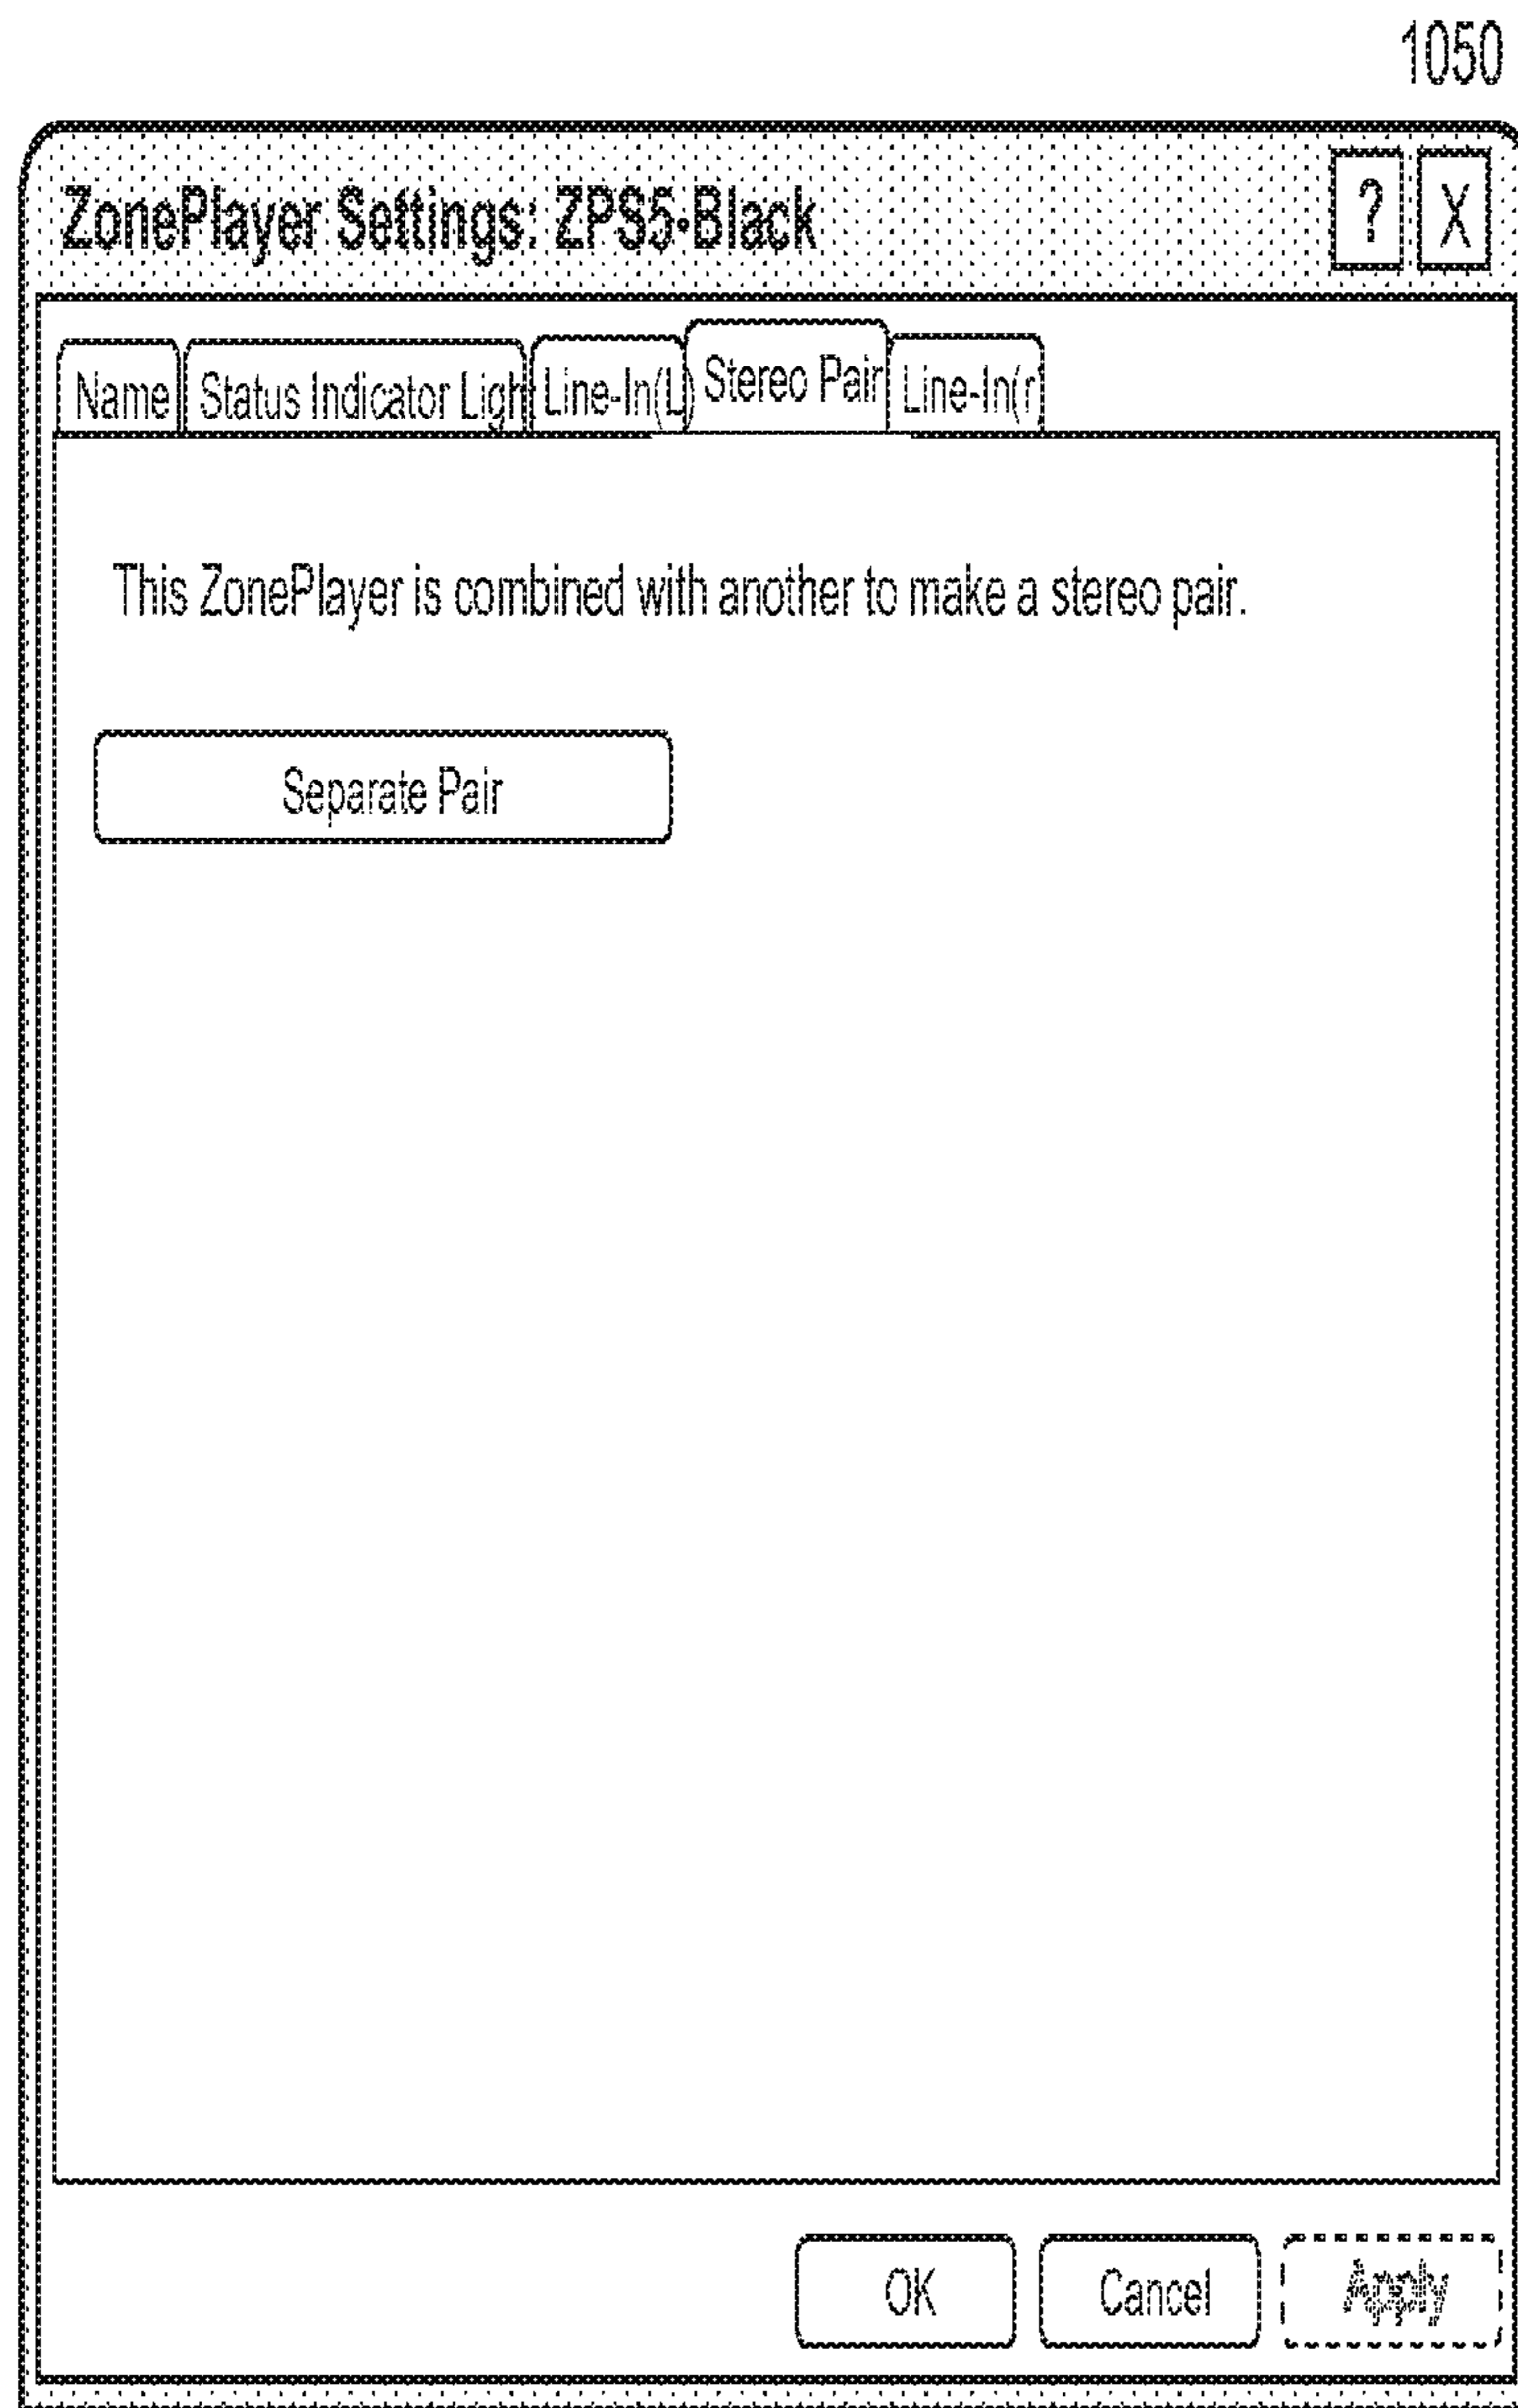 1050
ZonePlayer Settings: ZPS5-Black ? X
Name Status Indicator Ligh Line-In(L) Stereo Pair Line-In(r)
This ZonePlayer is combined with another to make a stereo pair.
Separate Pair
OK Cancel Apply